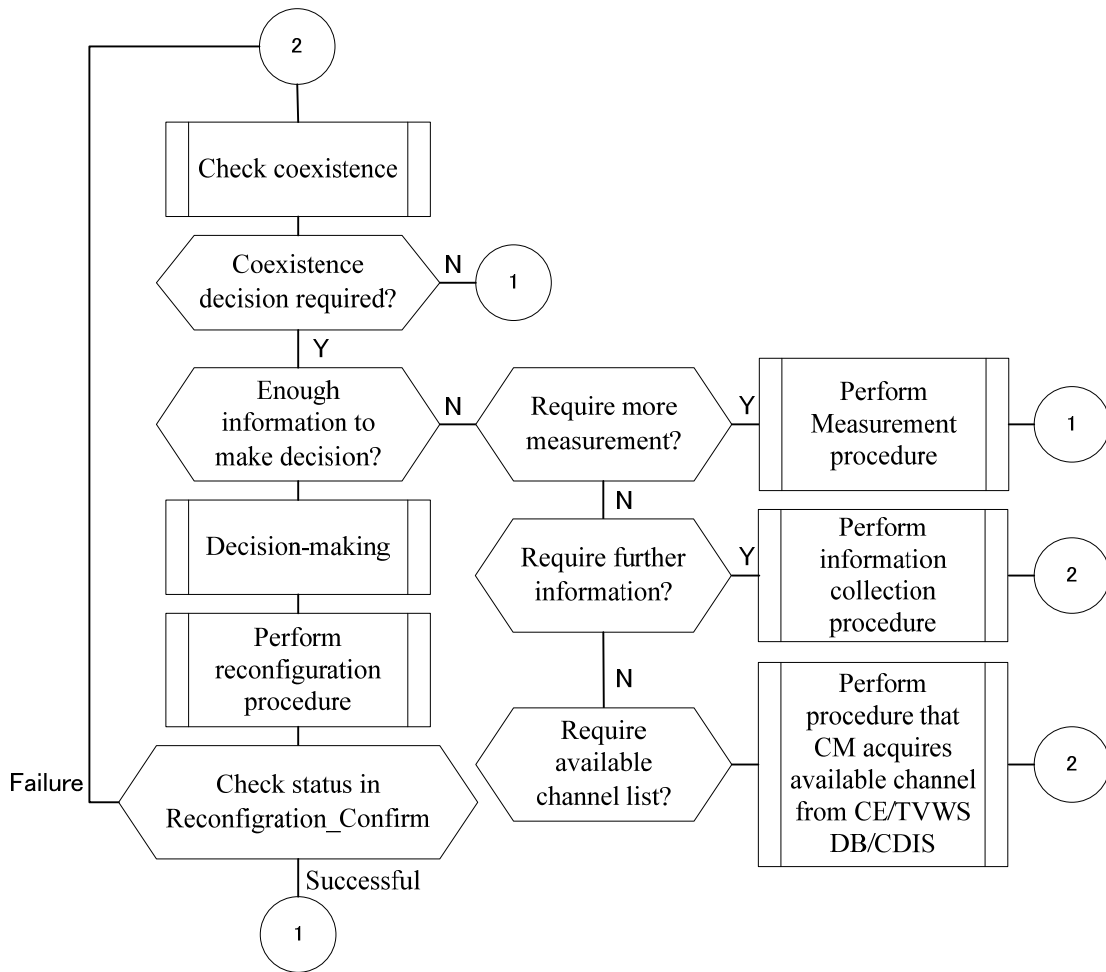 2
Check coexistence
Coexistence
decision required?
N
1
Y
Enough
information to
make decision?
N
Require more
measurement?
Y
Perform
Measurement
procedure
1
N
Decision-making
Require further
information?
Y
Perform
information
collection
procedure
2
Perform
reconfiguration
procedure
N
Require
available
channel list?
Perform
procedure that
CM acquires
available channel
from CE/TVWS
DB/CDIS
2
Failure
Check status in
Reconfigration_Confirm
Successful
1